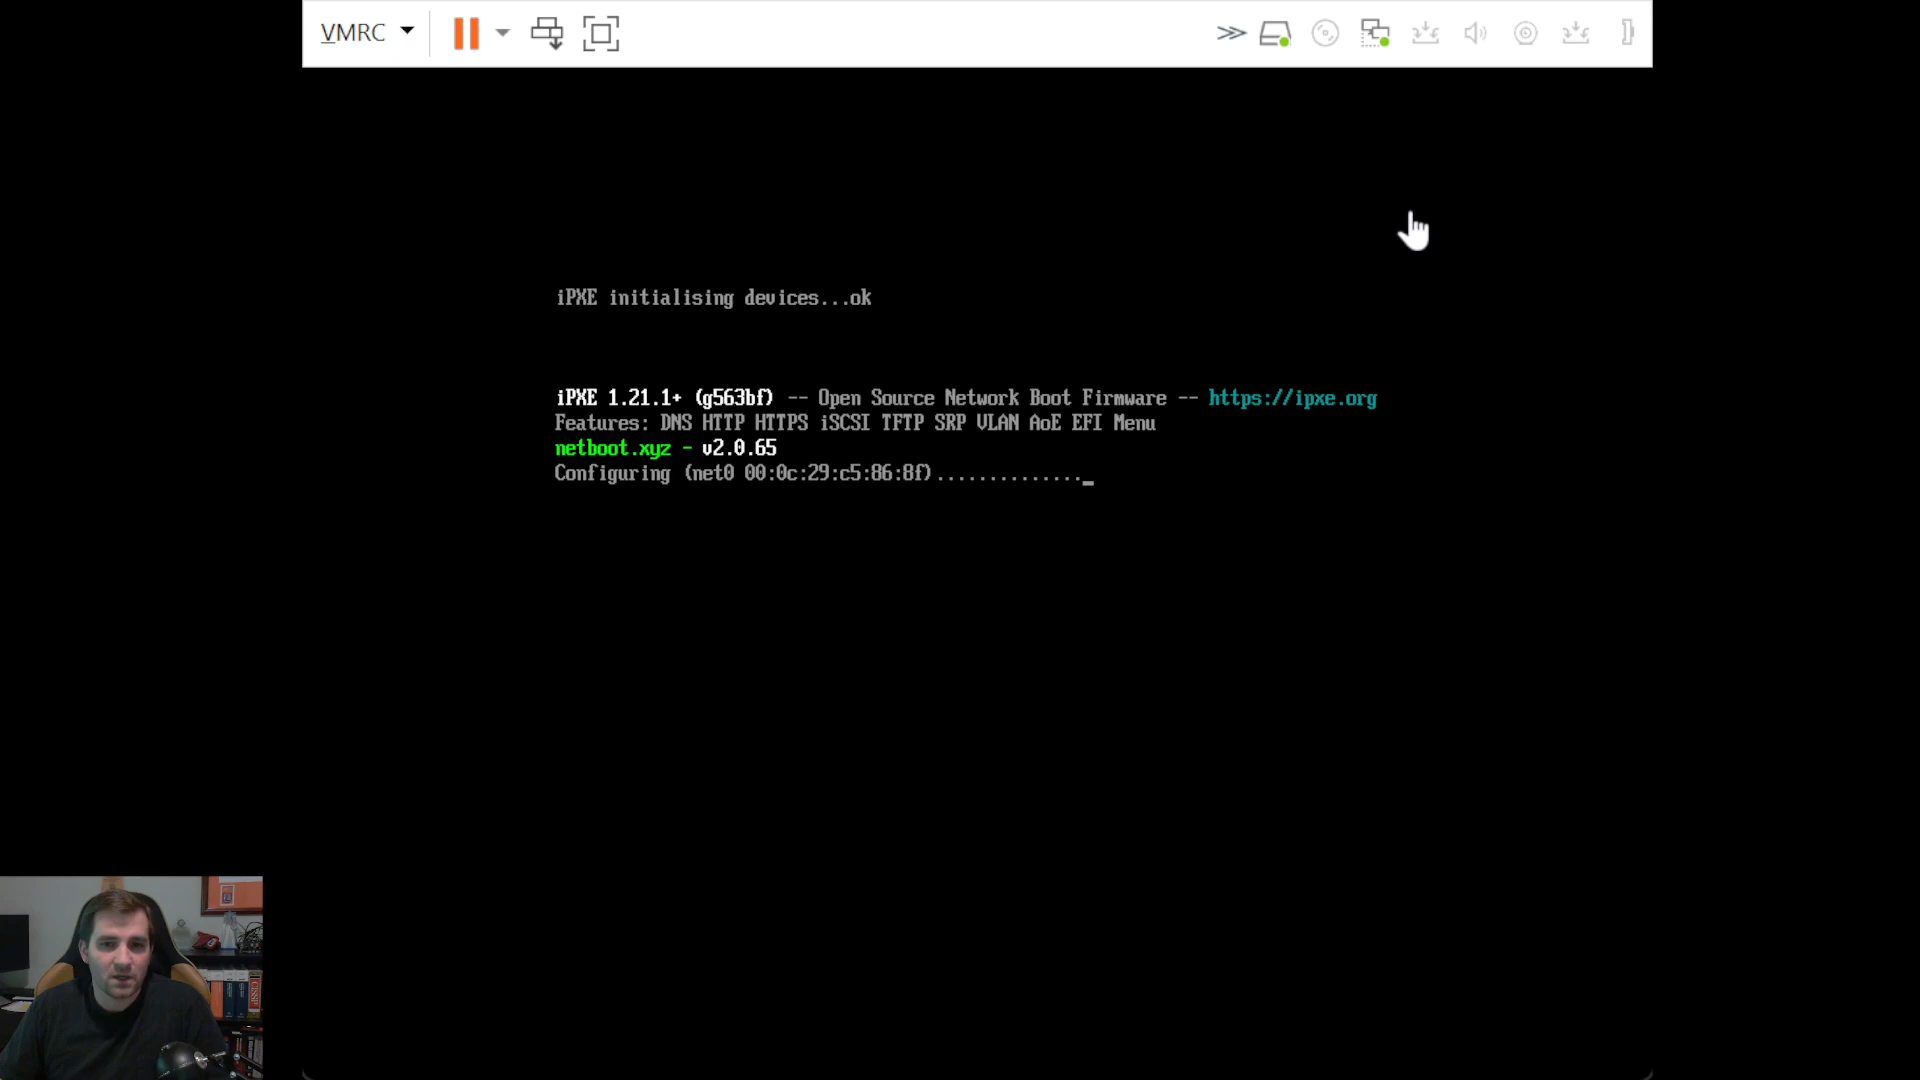 VMRC
iPXE initialising devices...ok
iPXE 1.21.1+ (g563bf) -- Open Source Network Boot Firmware -- https://ipxe.org
Features: DNS HTTP HTTPS iSCSI TFTP SRP VLAN AoE EFI Menu
netboot.xyz - v2.0.65
Configuring (net0 00:0c:29:c5:86:8f)..............
CISSP